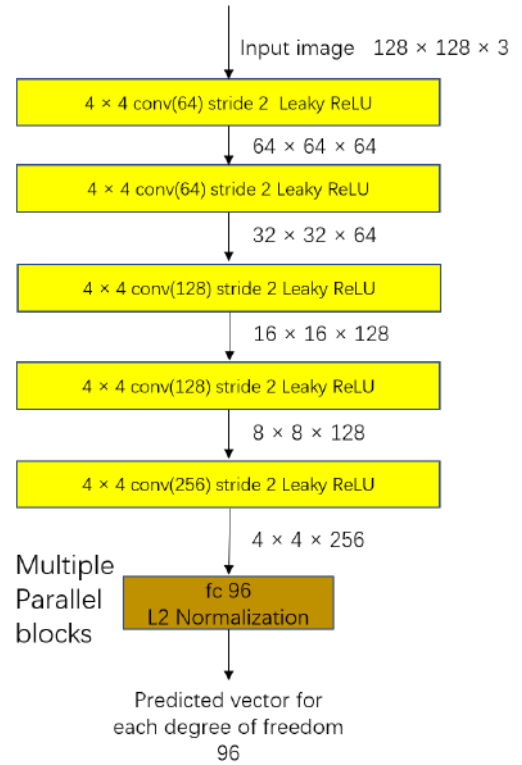 Input image 128 × 128 × 3
4 × 4 conv(64) stride 2 Leaky ReLU
64 × 64 × 64
4 × 4 conv(64) stride 2 Leaky ReLU
32 × 32 × 64
4 × 4 conv(128) stride 2 Leaky ReLU
16 × 16 × 128
4 × 4 conv(128) stride 2 Leaky ReLU
8 × 8 × 128
4 × 4 conv(256) stride 2 Leaky ReLU
4 × 4 × 256
Multiple
Parallel
blocks
fc 96
L2 Normalization
Predicted vector for
each degree of freedom
96